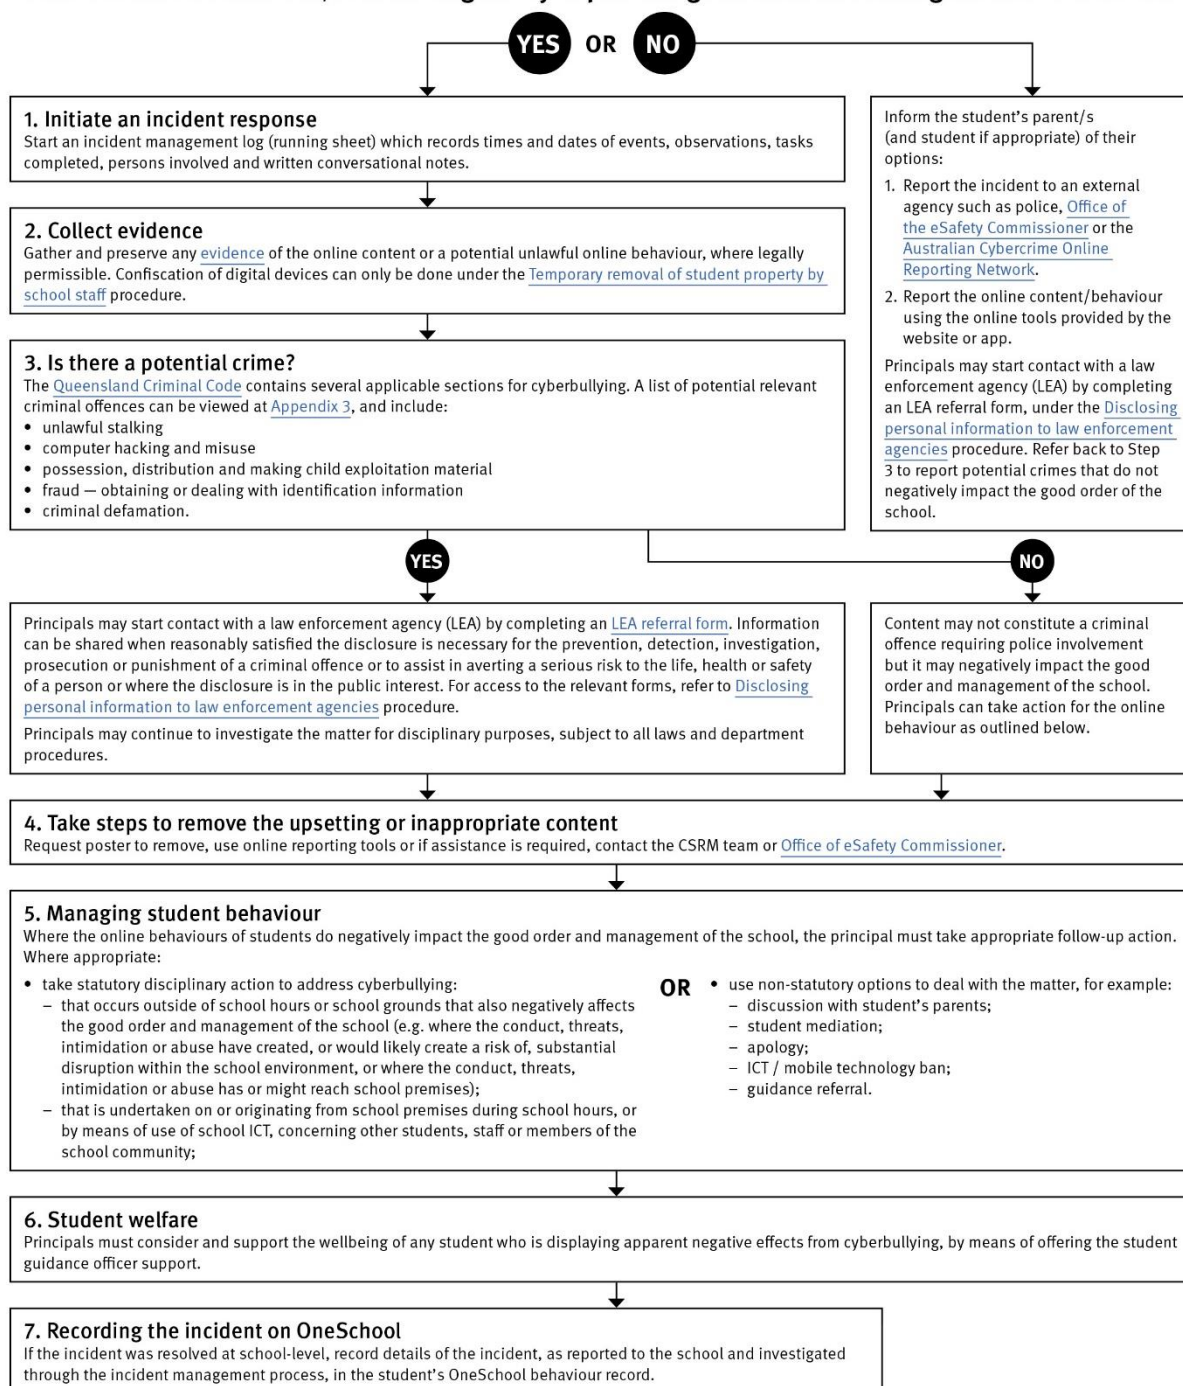 YES OR NO
1. Initiate an incident response
Start an incident management log (running sheet) which records times and dates of events, observations, tasks
completed, persons involved and written conversational notes.
2. Collect evidence
Gather and preserve any evidence of the online content or a potential unlawful online behaviour, where legally
permissible. Confiscation of digital devices can only be done under the Temporary removal of student property by
school staff procedure.
3. Is there a potential crime?
The Queensland Criminal Code contains several applicable sections for cyberbullying. A list of potential relevant
criminal offences can be viewed at Appendix 3, and include:
• unlawful stalking
• computer hacking and misuse
• possession, distribution and making child exploitation material
• fraud — obtaining or dealing with identification information
• criminal defamation.
Inform the student's parent/s
(and student if appropriate) of their
options:
1. Report the incident to an external
agency such as police, Office of
the eSafety Commissioner or the
Australian Cybercrime Online
Reporting Network.
2. Report the online content/behaviour
using the online tools provided by the
website or app.
Principals may start contact with a law
enforcement agency (LEA) by completing
an LEA referral form, under the Disclosing
personal information to law enforcement
agencies procedure. Refer back to Step
3 to report potential crimes that do not
negatively impact the good order of the
school.
YES
NO
Principals may start contact with a law enforcement agency (LEA) by completing an LEA referral form. Information
can be shared when reasonably satisfied the disclosure is necessary for the prevention, detection, investigation,
prosecution or punishment of a criminal offence or to assist in averting a serious risk to the life, health or safety
of a person or where the disclosure is in the public interest. For access to the relevant forms, refer to Disclosing
personal information to law enforcement agencies procedure.
Principals may continue to investigate the matter for disciplinary purposes, subject to all laws and department
procedures.
Content may not constitute a criminal
offence requiring police involvement
but it may negatively impact the good
order and management of the school.
Principals can take action for the online
behaviour as outlined below.
4. Take steps to remove the upsetting or inappropriate content
Request poster to remove, use online reporting tools or if assistance is required, contact the CSRM team or Office of eSafety Commissioner.
5. Managing student behaviour
Where the online behaviours of students do negatively impact the good order and management of the school, the principal must take appropriate follow-up action.
Where appropriate:
• take statutory disciplinary action to address cyberbullying:
– that occurs outside of school hours or school grounds that also negatively affects
the good order and management of the school (e.g. where the conduct, threats,
intimidation or abuse have created, or would likely create a risk of, substantial
disruption within the school environment, or where the conduct, threats,
intimidation or abuse has or might reach school premises);
– that is undertaken on or originating from school premises during school hours, or
by means of use of school ICT, concerning other students, staff or members of the
school community;
OR
• use non-statutory options to deal with the matter, for example:
– discussion with student's parents;
– student mediation;
– apology;
– ICT / mobile technology ban;
– guidance referral.
6. Student welfare
Principals must consider and support the wellbeing of any student who is displaying apparent negative effects from cyberbullying, by means of offering the student
guidance officer support.
7. Recording the incident on OneSchool
If the incident was resolved at school-level, record details of the incident, as reported to the school and investigated
through the incident management process, in the student's OneSchool behaviour record.